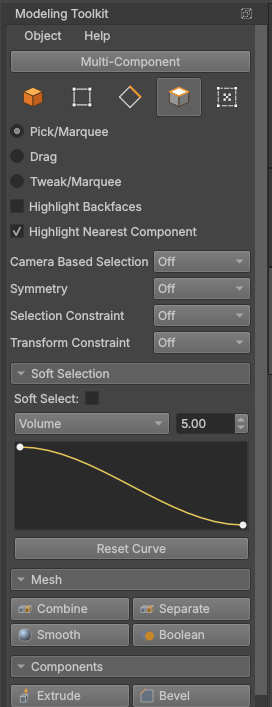 Modeling Toolkit
Object Help
Multi-Component
Pick/Marquee
Drag
Tweak/Marquee
Highlight Backfaces
Highlight Nearest Component
Camera Based Selection Off
Symmetry Off
Selection Constraint Off
Transform Constraint Off
Soft Selection
Soft Select:
Volume 5.00
Reset Curve
Mesh
Combine Separate
Smooth Boolean
Components
Extrude Bevel